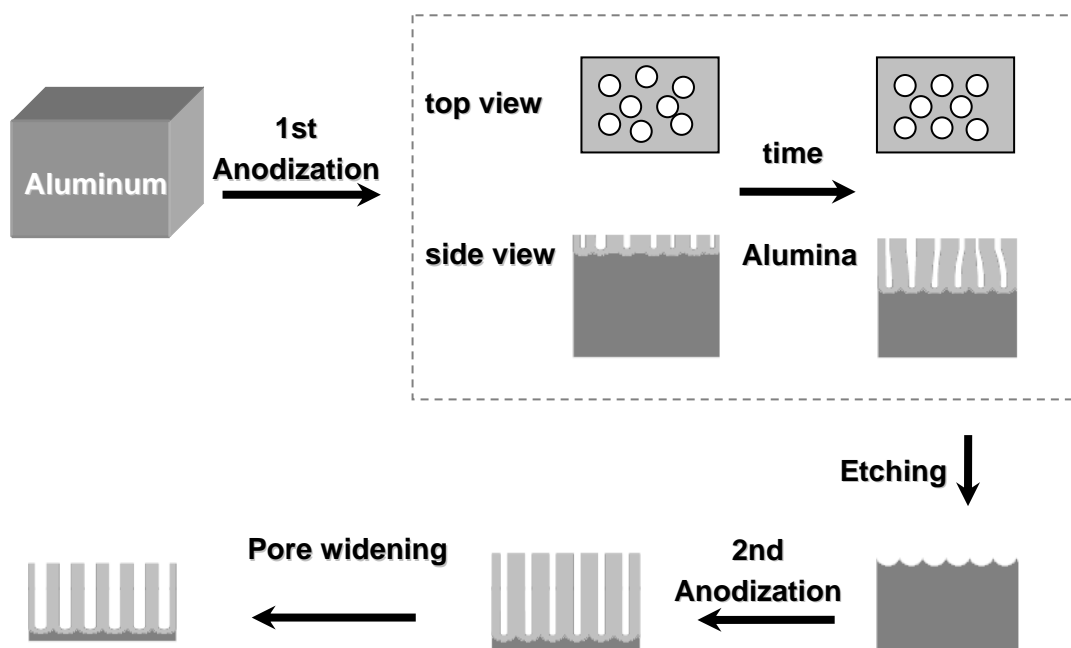 Aluminum
1st
Anodization
top view
time
side view
Alumina
Etching
2nd
Anodization
Pore widening